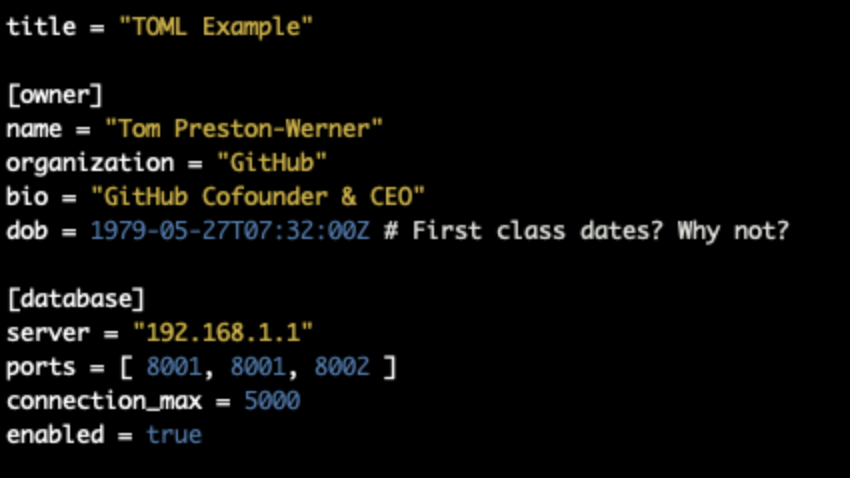 title = "TOML Example"
[owner]
name = "Tom Preston-Werner"
organization = "GitHub"
bio = "GitHub Cofounder & CEO"
dob = 1979-05-27T07:32:00Z # First class dates? Why not?
[database]
server = "192.168.1.1"
ports = [ 8001, 8001, 8002 ]
connection_max = 5000
enabled = true